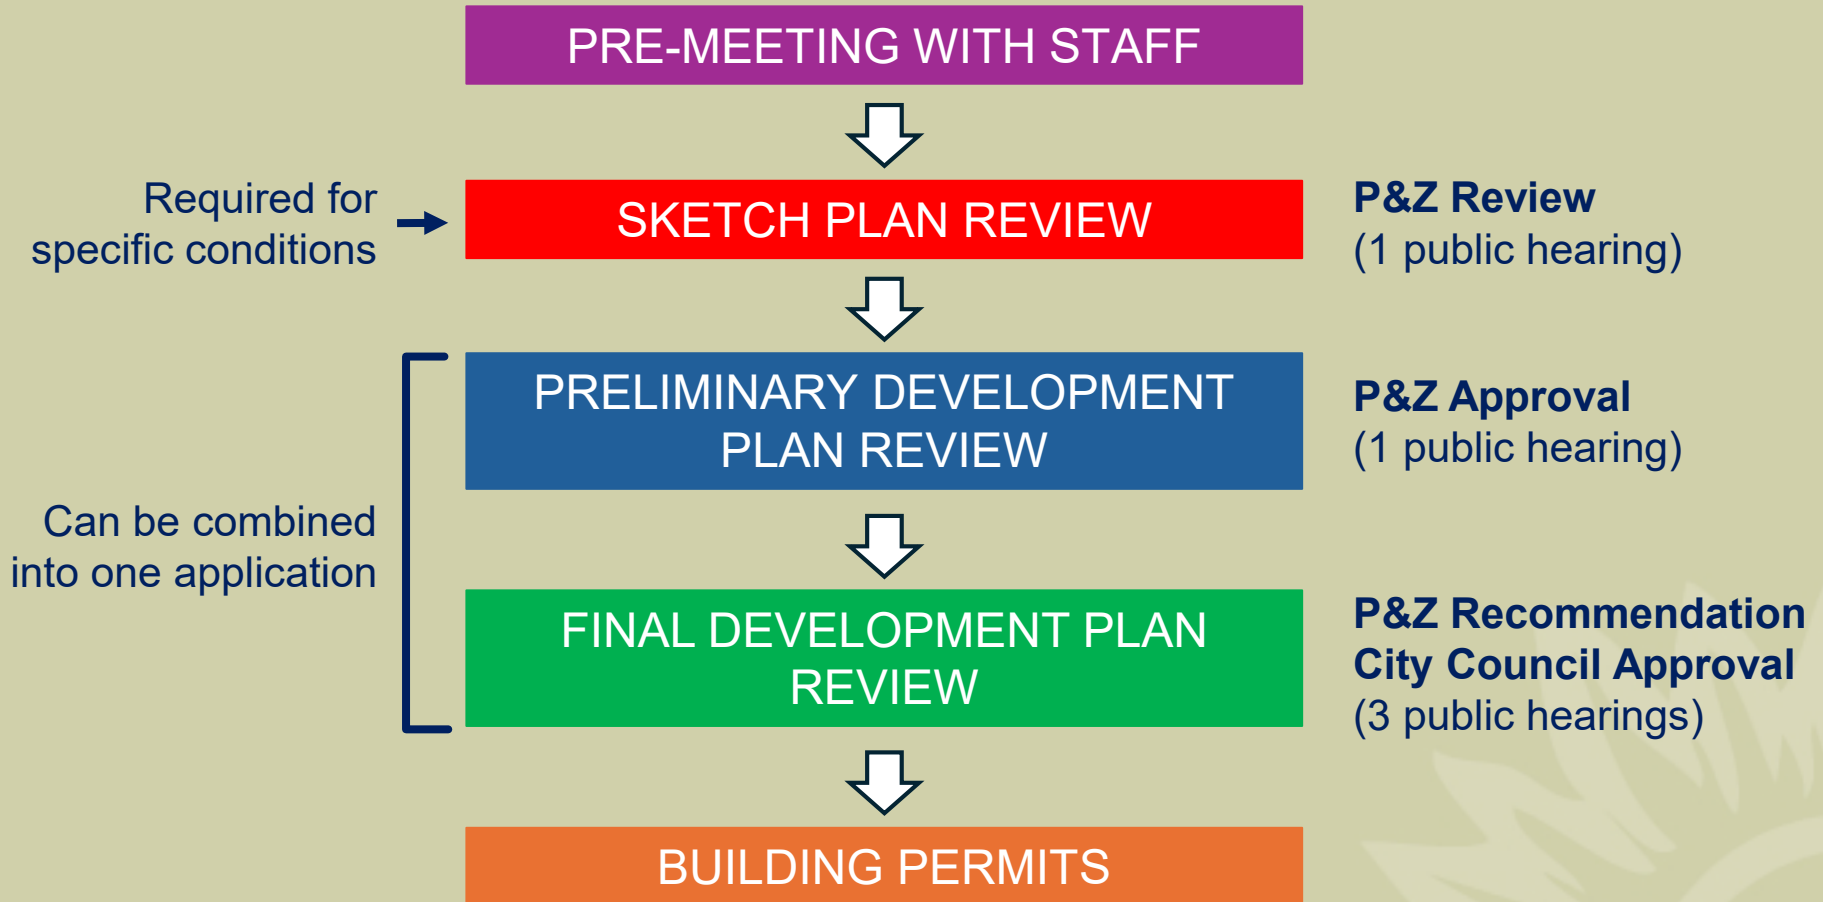 PRE-MEETING WITH STAFF
Required for
specific conditions
SKETCH PLAN REVIEW
P&Z Review
(1 public hearing)
PRELIMINARY DEVELOPMENT
PLAN REVIEW
P&Z Approval
(1 public hearing)
Can be combined
into one application
FINAL DEVELOPMENT PLAN
REVIEW
P&Z Recommendation
City Council Approval
(3 public hearings)
BUILDING PERMITS